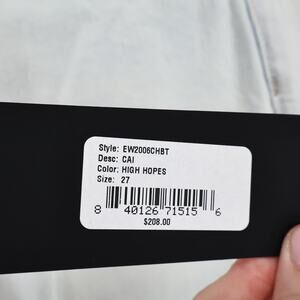 Style: EW2006CHBT
Desc: CAI
Color: HIGH HOPES
Size: 27
8 40126 71515 6
$208.00